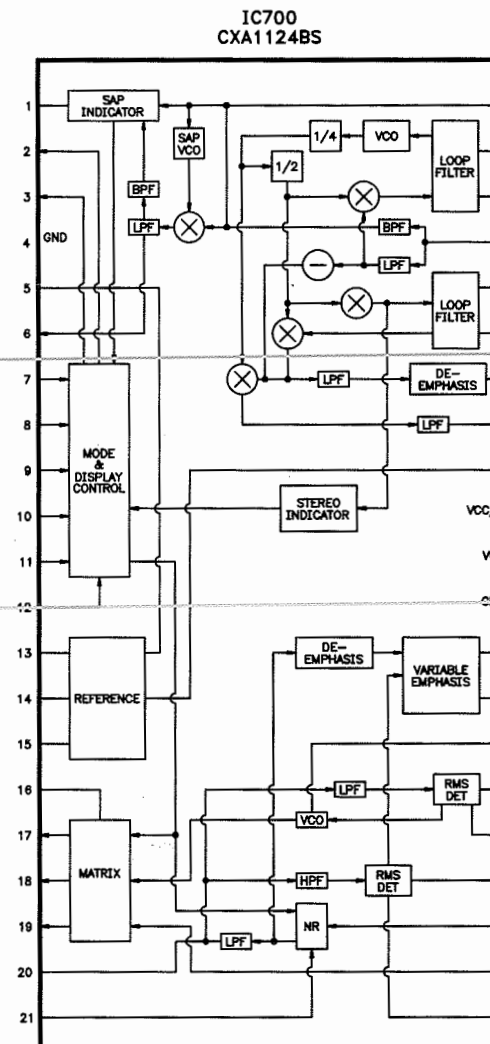 IC700
CXA1124BS
1
SAP
INDICATOR
2
SAP
VCO
1/4
VCO
LOOP
FILTER
1/2
3
BPF
4
GND
LPF
BPF
LPF
5
LOOP
FILTER
6
7
LPF
DE-
EMPHASIS
8
LPF
MODE
&
DISPLAY
CONTROL
9
10
STEREO
INDICATOR
VCC
11
V
12
13
DE-
EMPHASIS
VARIABLE
EMPHASIS
14
REFERENCE
15
16
LPF
RMS
DET
17
VCO
MATRIX
18
HPF
RMS
DET
19
NR
LPF
20
21